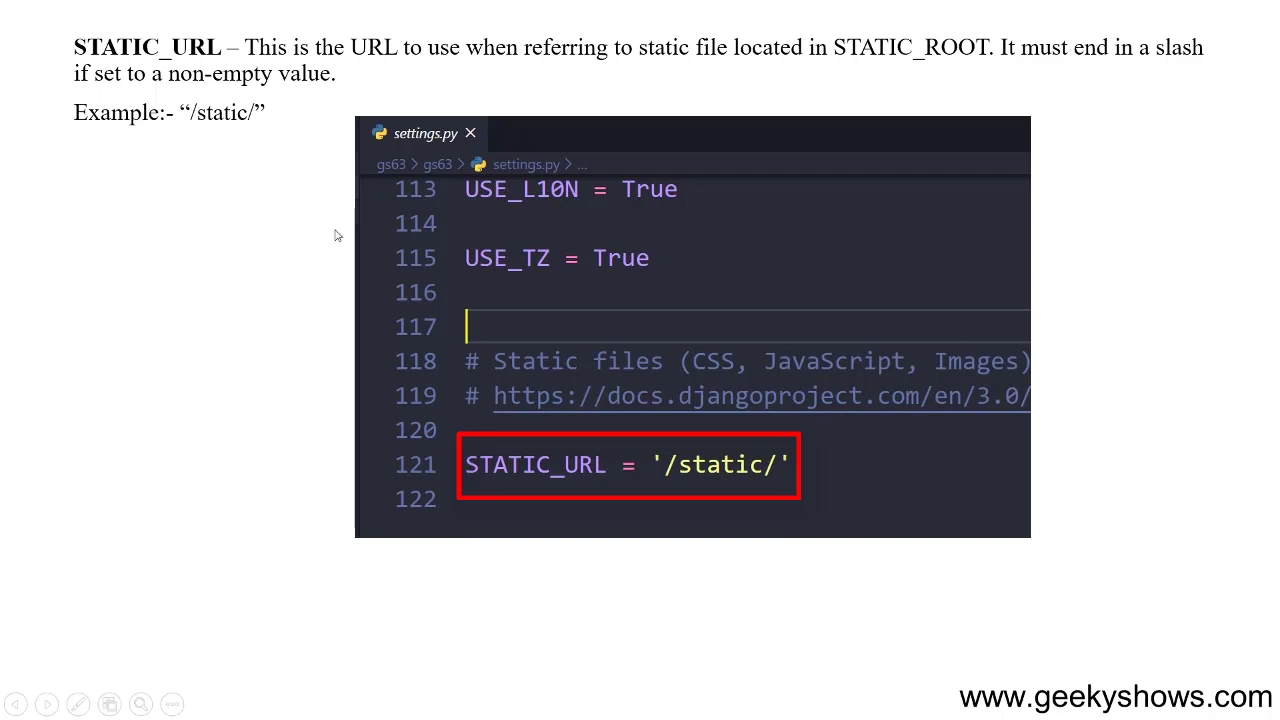 STATIC_URL – This is the URL to use when referring to static file located in STATIC_ROOT. It must end in a slash
if set to a non-empty value.
Example:- “/static/”
settings.py
gs63 > gs63 > settings.py > ...
113 USE_L10N = True
114
115 USE_TZ = True
116
117
118 # Static files (CSS, JavaScript, Images)
119 # https://docs.djangoproject.com/en/3.0/
120
121 STATIC_URL = '/static/'
122
www.geekyshows.com